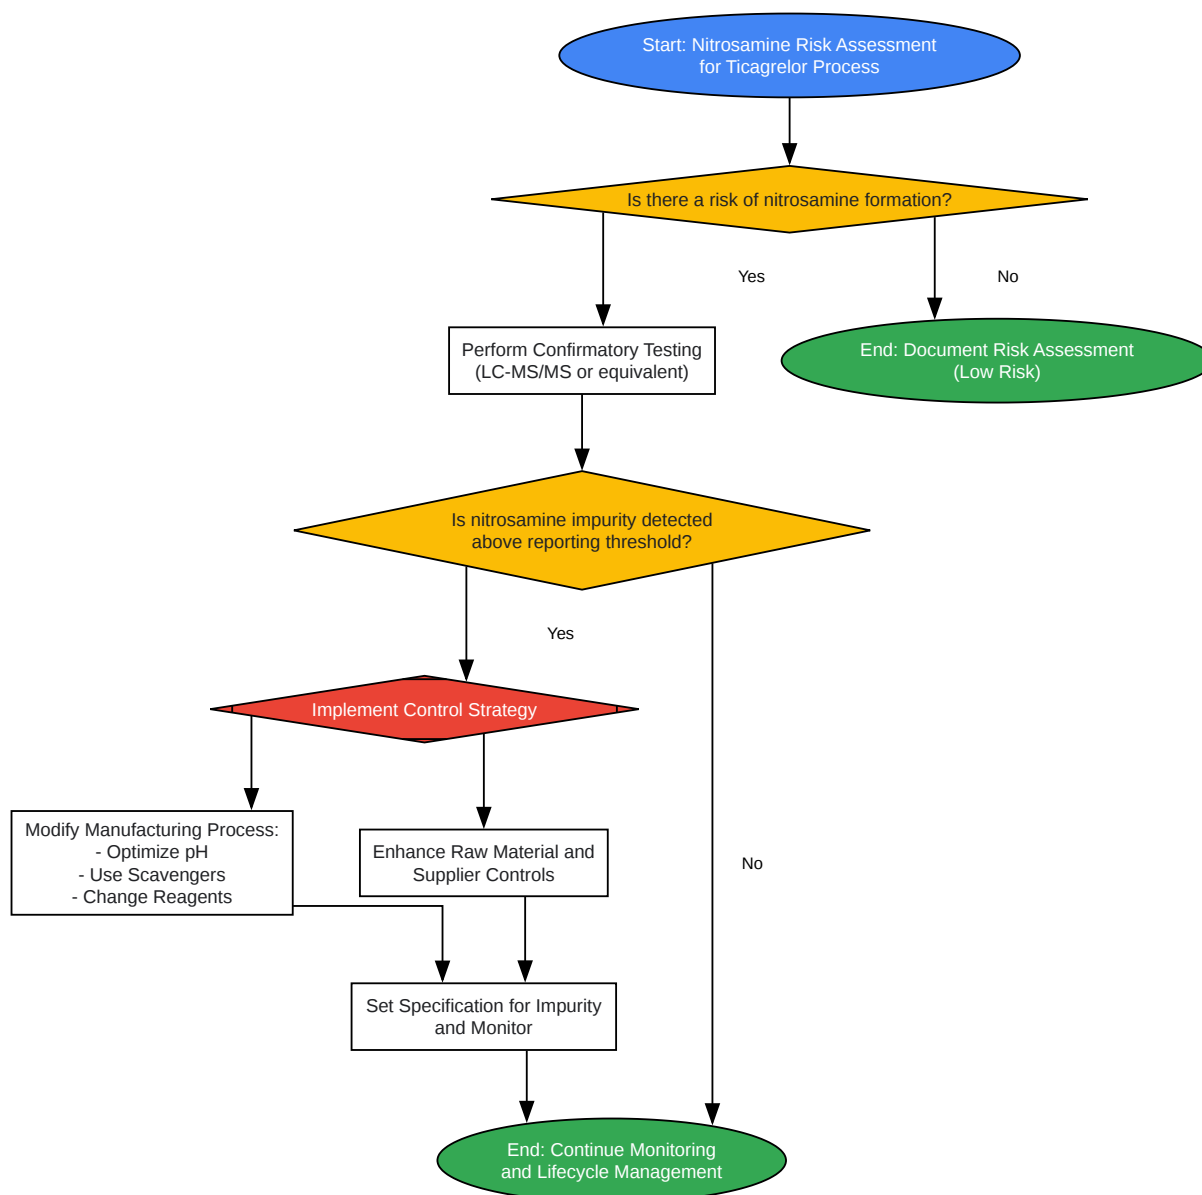 Start: Nitrosamine Risk Assessment
for Ticagrelor Process
Is there a risk of nitrosamine formation?
Yes
No
Perform Confirmatory Testing
(LC-MS/MS or equivalent)
End: Document Risk Assessment
(Low Risk)
Is nitrosamine impurity detected
above reporting threshold?
Yes
Implement Control Strategy
Modify Manufacturing Process:
- Optimize pH
- Use Scavengers
- Change Reagents
Enhance Raw Material and
Supplier Controls
No
Set Specification for Impurity
and Monitor
End: Continue Monitoring
and Lifecycle Management